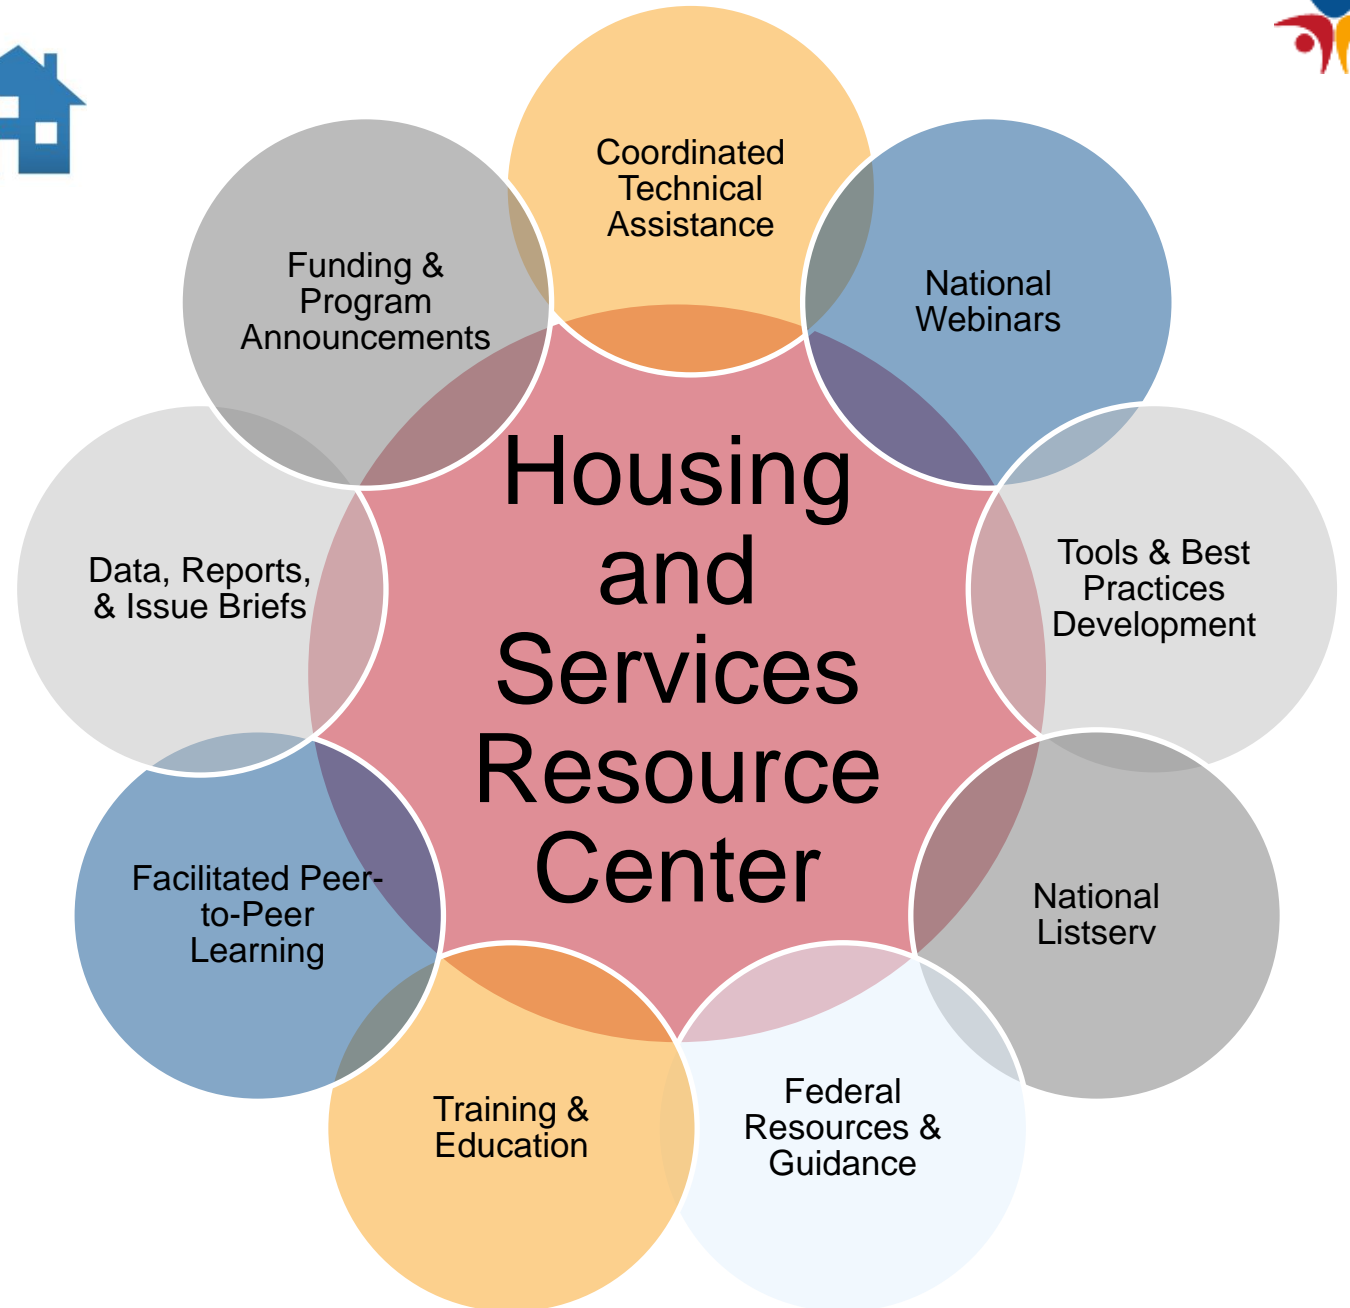 Coordinated
Technical
Assistance
National
Webinars
Tools & Best
Practices
Development
National
Listserv
Federal
Resources &
Guidance
Training &
Education
Facilitated Peer-
to-Peer
Learning
Data, Reports,
& Issue Briefs
Funding &
Program
Announcements
Housing
and
Services
Resource
Center